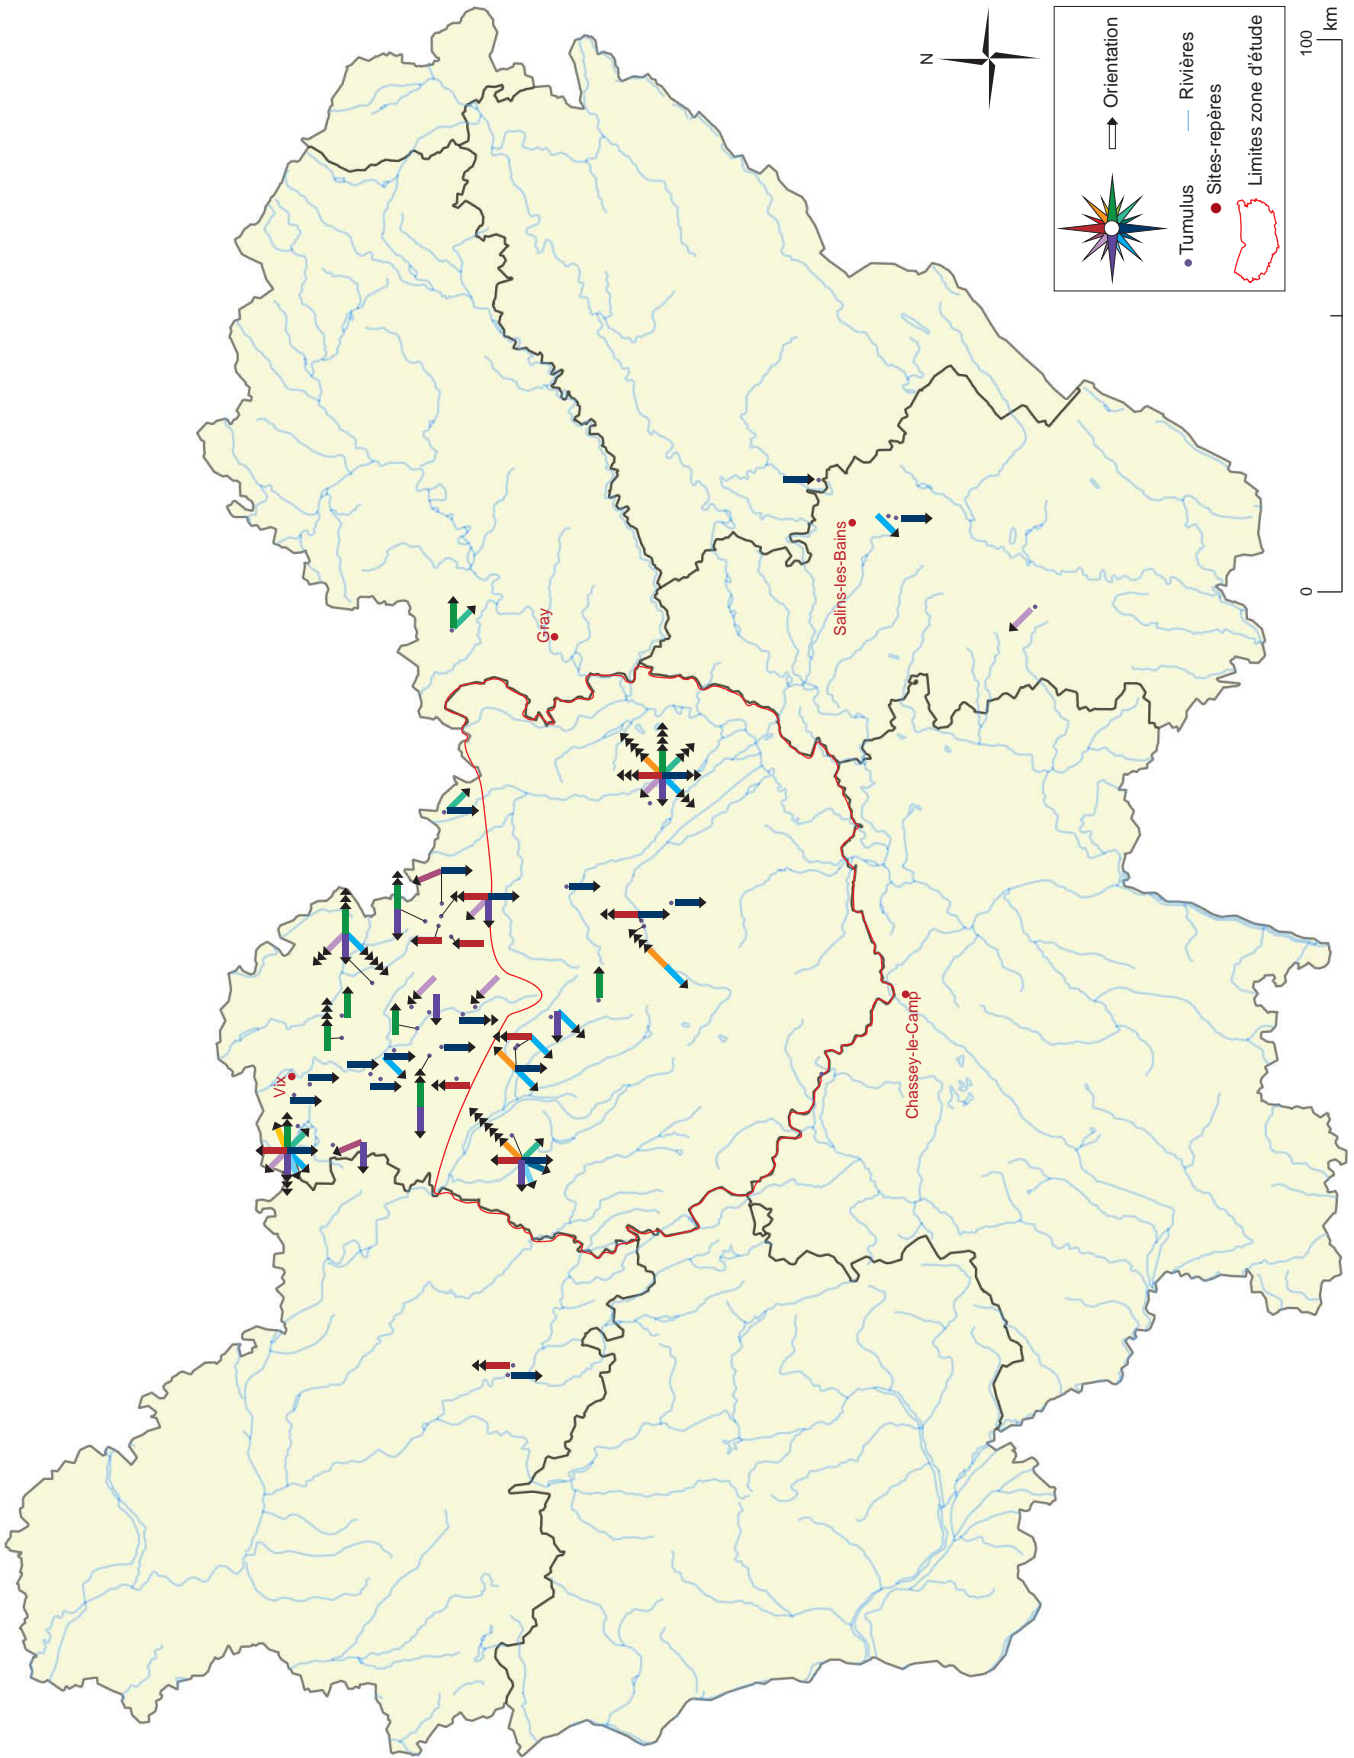 Vix
Gray
Salins-les-Bains
Chassey-le-Camp
N
Orientation
Tumulus
Rivières
Sites-repères
Limites zone d'étude
0
100
km